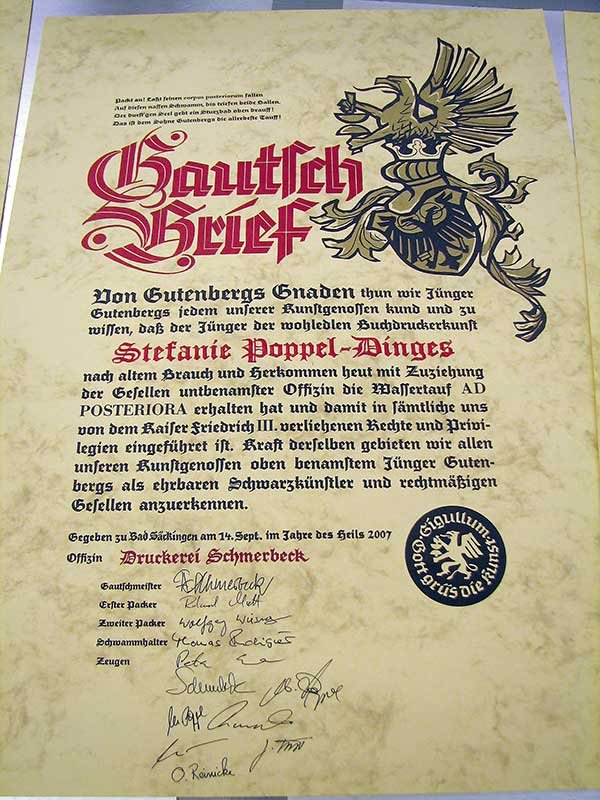 Packt an! Laßt seinen corpus posteriorum fallen
Auf diesen nassen Schwamm, bis triefen beide Ballen.
Der durst'gen Seel gebt ein Sturzbad oben drauff!
Das ist dem Sohne Gutenbergs die allerbeste Tauff!
Gautsch
Brief
Von Gutenbergs Gnaden thun wir Jünger
Gutenbergs jedem unserer Kunstgenossen kund und zu
wissen, daß der Jünger der wohledlen Buchdruckerkunst
Stefanie Poppel-Dinges
nach altem Brauch und Herkommen heut mit Zuziehung
der Gesellen untbenamster Offizin die Wassertauf AD
POSTERIORA erhalten hat und damit in sämtliche uns
von dem Kaiser Friedrich III. verliehenen Rechte und Privi-
legien eingeführet ist. Kraft derselben gebieten wir allen
unseren Kunstgenossen oben benamstem Jünger Guten-
bergs als ehrbaren Schwarzkünstler und rechtmäßigen
Gesellen anzuerkennen.
Gegeben zu Bad Säckingen am 14. Sept. im Jahre des Heils 2007
Offizin Druckerei Schmerbeck
Gautschmeister Schmerbeck
Erster Packer
Zweiter Packer Wolfgang
Schwammhalter Thomas
Zeugen
O. Reinicke
Sigullum
Gott grüs die Kunst